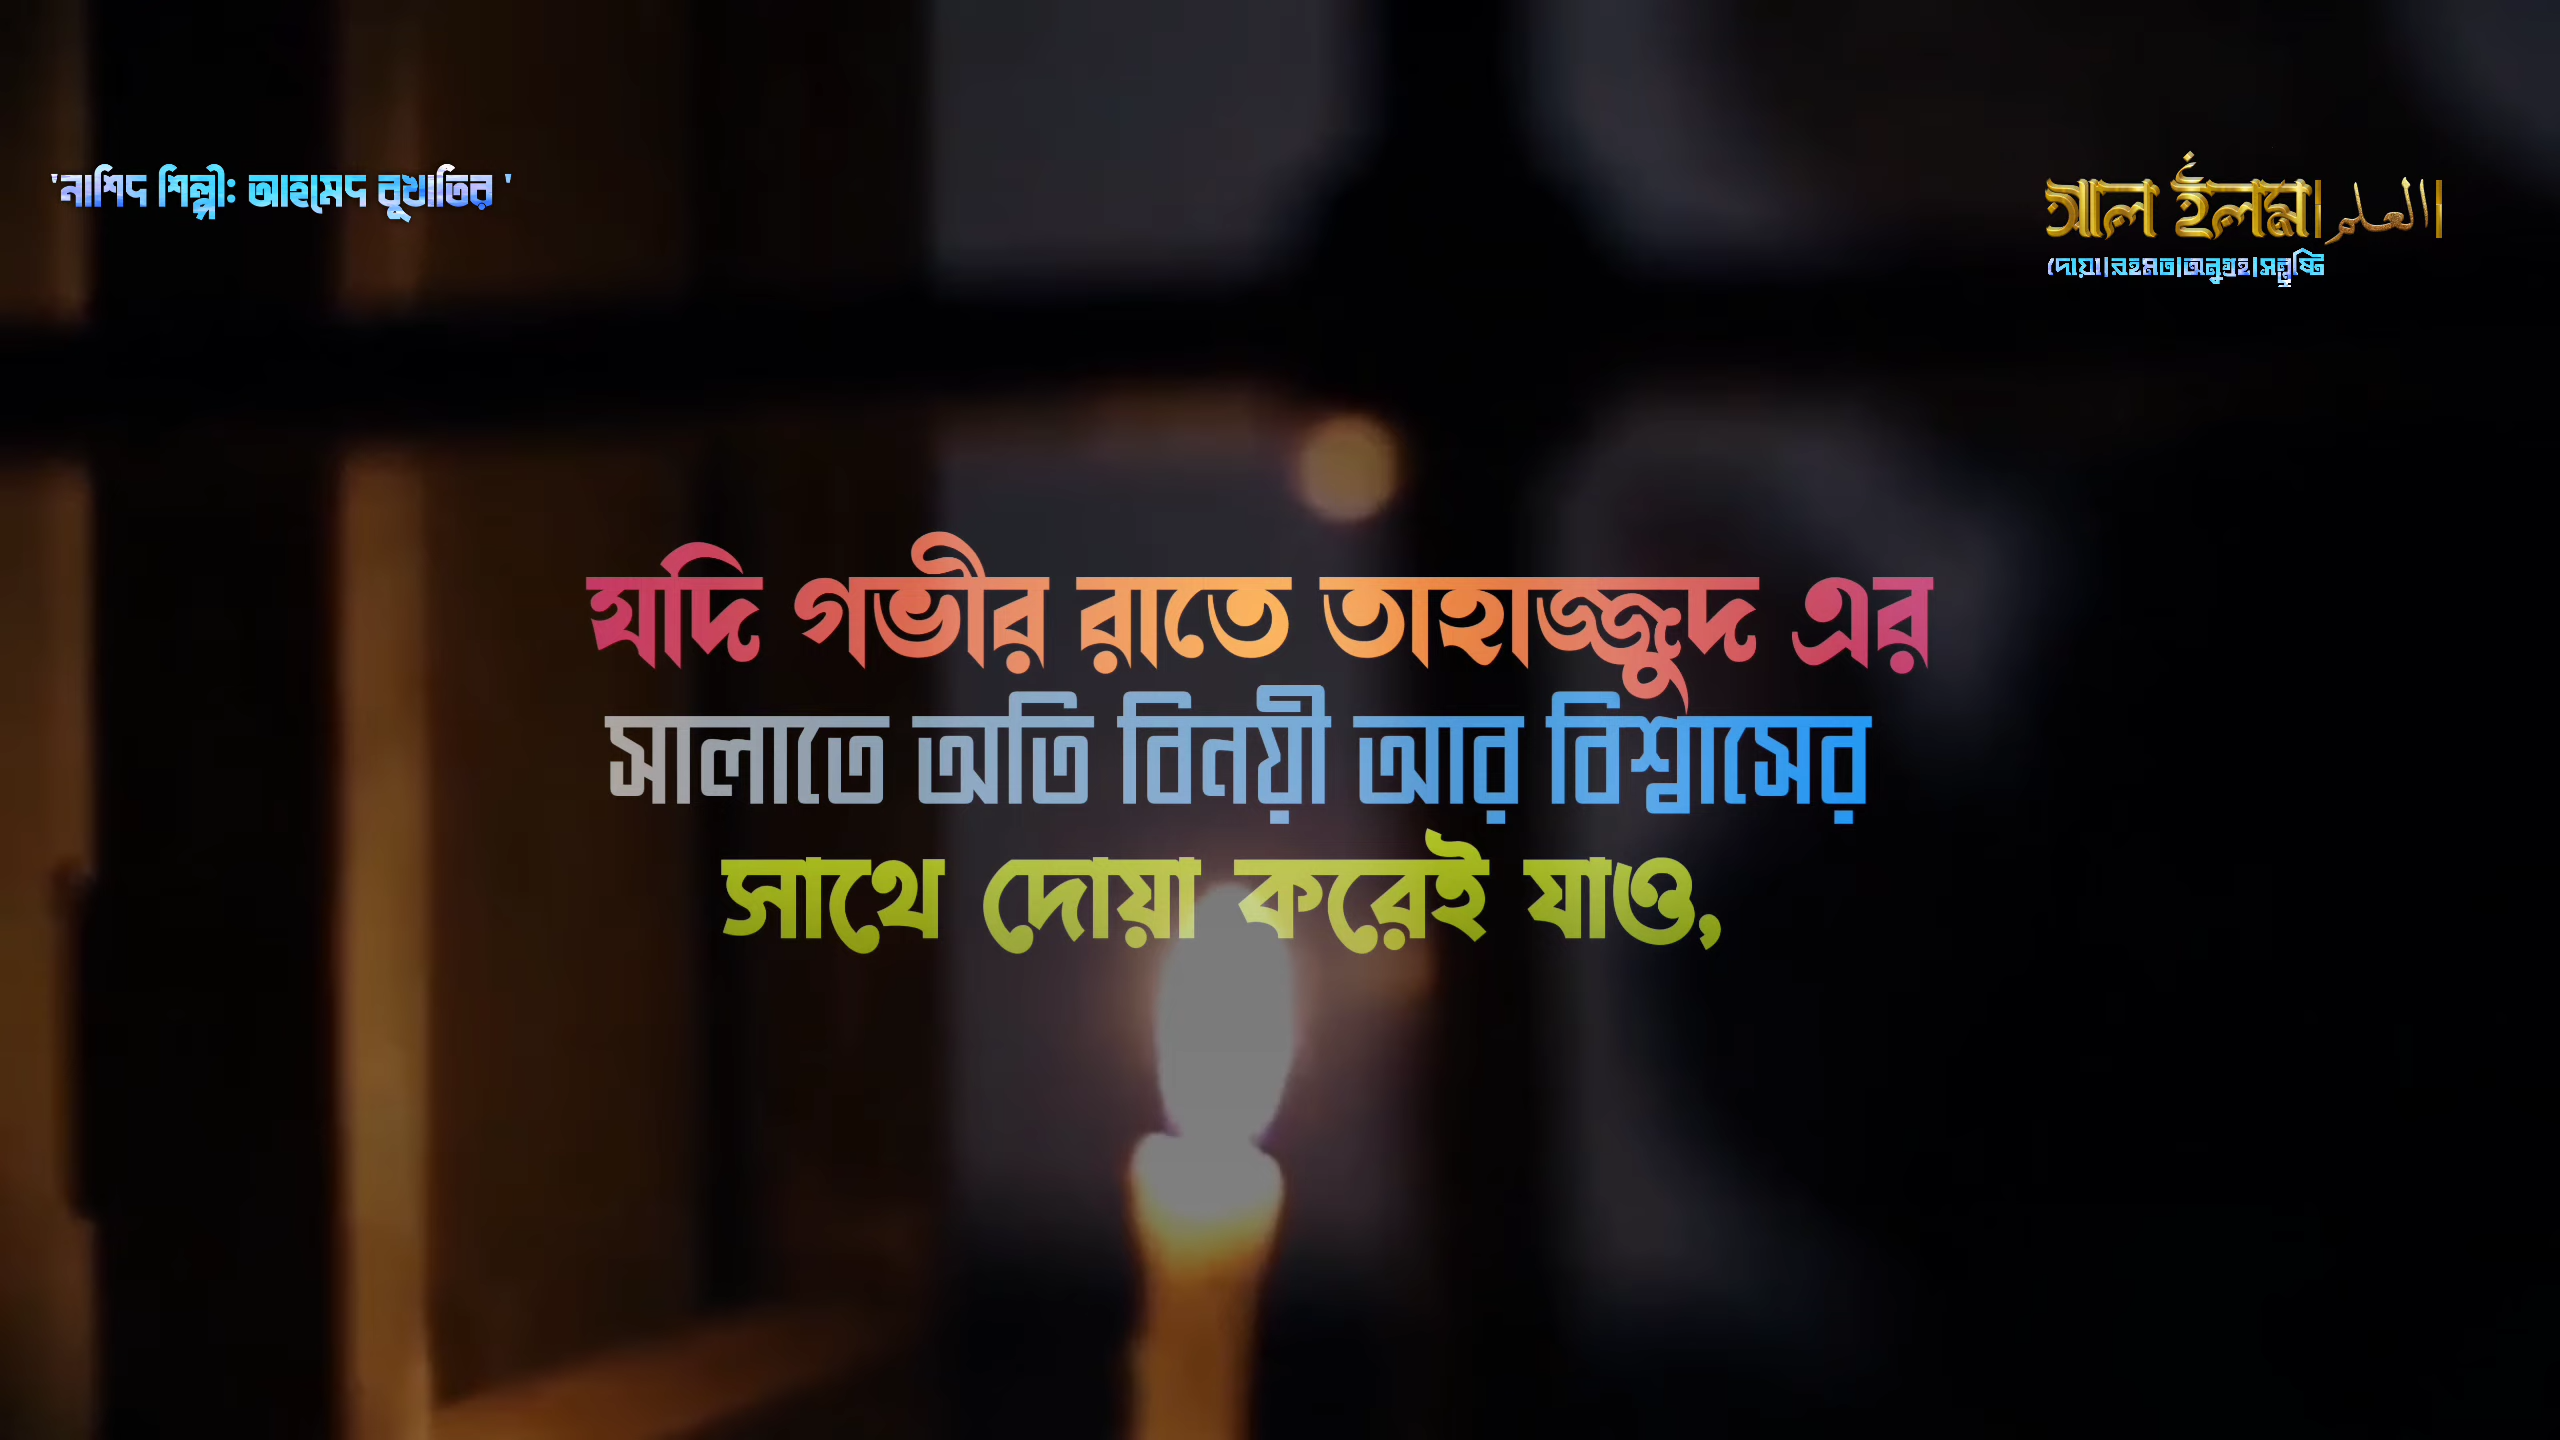 'নাশিদ শিল্পীঃ আহমেদ বুখাতির '
আল ইলম|العلم|
দোয়া|রহমত|অনুগ্রহ|সন্তুষ্টি
যদি গভীর রাতে তাহাজ্জুদ এর
সালাতে অতি বিনয়ী আর বিশ্বাসের
সাথে দোয়া করেই যাও,